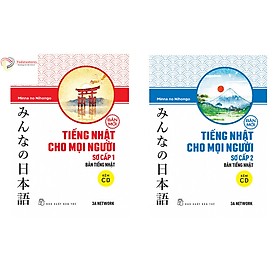 Minna no Nihongo
みんなの日本語
BẢN MỚI
TIẾNG NHẬT
CHO MỌI NGƯỜI
SƠ CẤP 1
BẢN TIẾNG NHẬT
KÈM
CD
NHÀ XUẤT BẢN TRẺ
3A NETWORK
Minna no Nihongo
みんなの日本語
BẢN MỚI
TIẾNG NHẬT
CHO MỌI NGƯỜI
SƠ CẤP 2
BẢN TIẾNG NHẬT
KÈM
CD
NHÀ XUẤT BẢN TRẺ
3A NETWORK